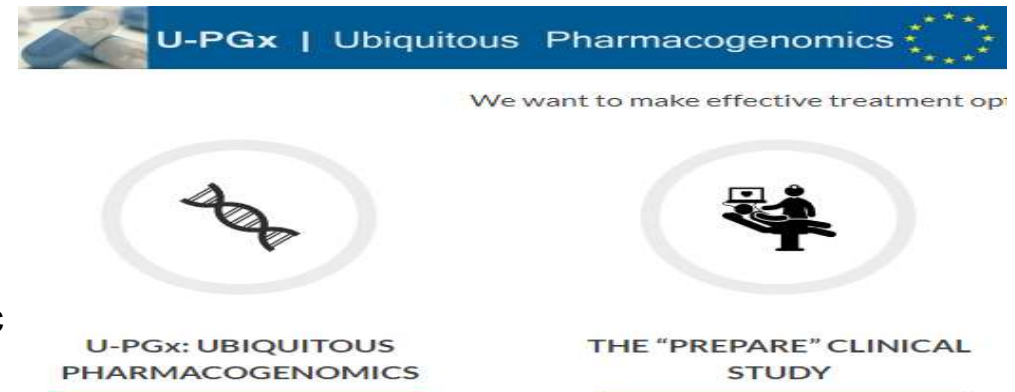 U-PGx | Ubiquitous Pharmacogenomics
We want to make effective treatment op
c
U-PGx: UBIQUITOUS
PHARMACOGENOMICS
THE "PREPARE" CLINICAL
STUDY